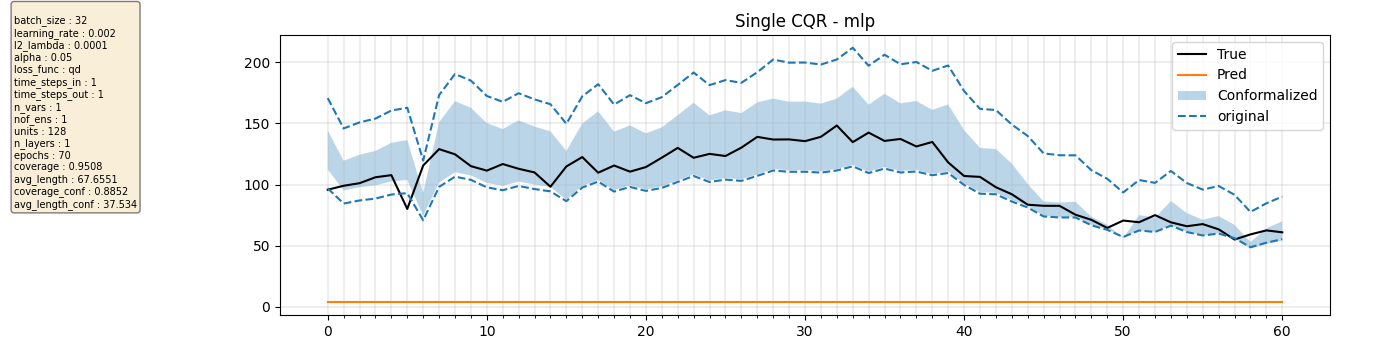 batch_size : 32
learning_rate : 0.002
l2_lambda : 0.0001
alpha : 0.05
loss_func : qd
time_steps_in : 1
time_steps_out : 1
n_vars : 1
nof_ens : 1
units : 128
n_layers : 1
epochs : 70
coverage : 0.9508
avg_length : 67.6551
coverage_conf : 0.8852
avg_length_conf : 37.534
Single CQR - mlp
200
150
100
50
0
True
Pred
Conformalized
original
0 10 20 30 40 50 60